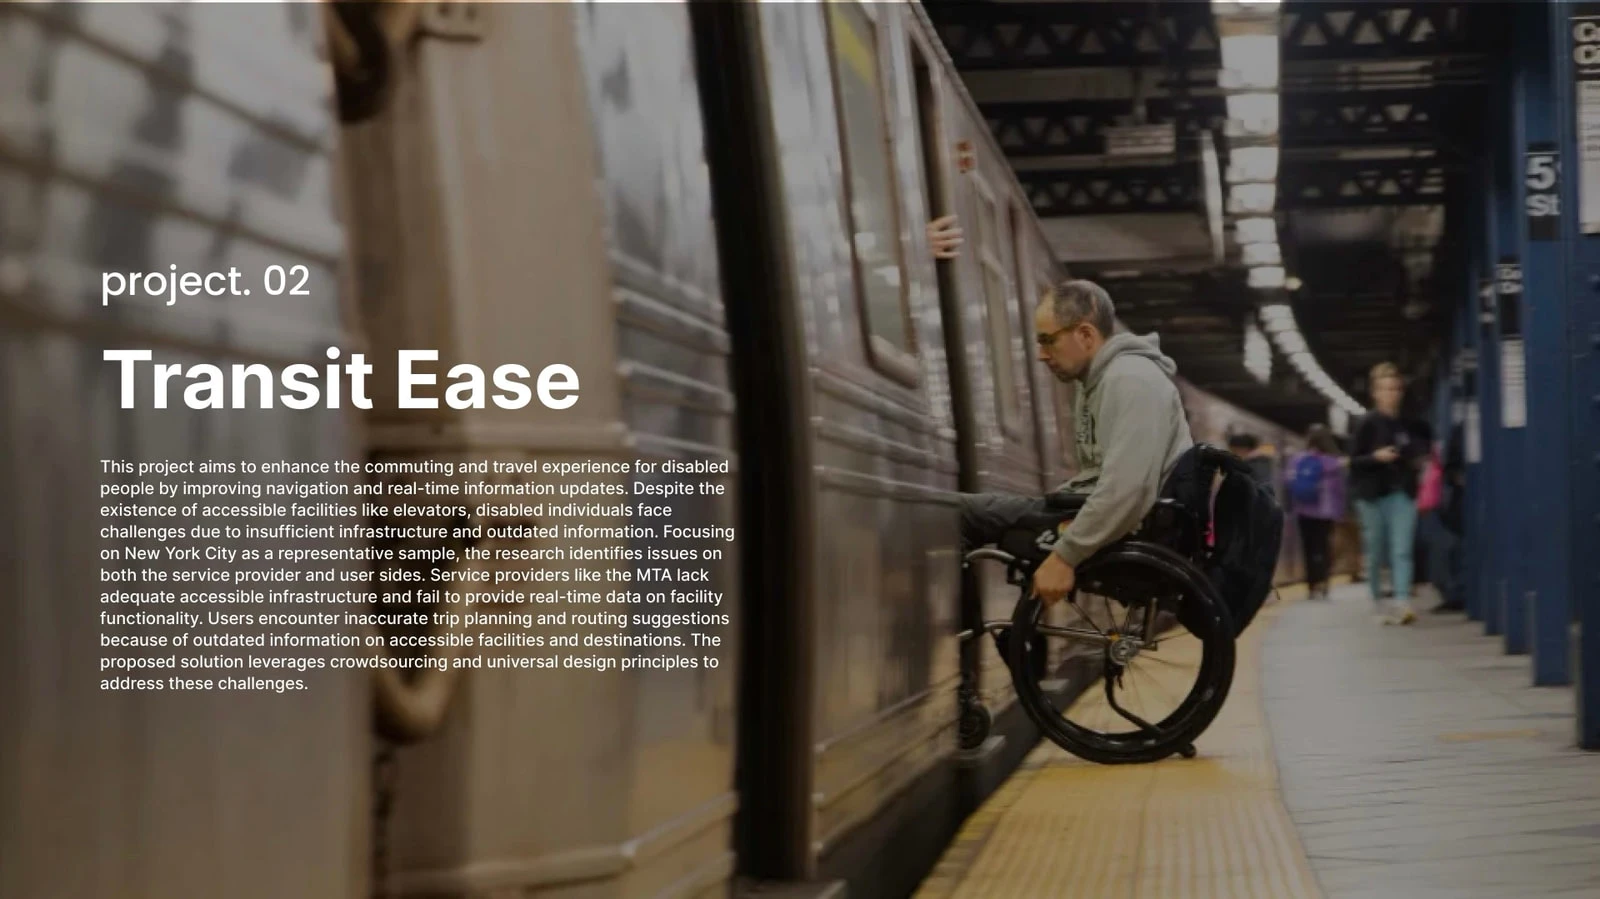 project. 02
Transit Ease
This project aims to enhance the commuting and travel experience for disabled
people by improving navigation and real-time information updates. Despite the
existence of accessible facilities like elevators, disabled individuals face
challenges due to insufficient infrastructure and outdated information. Focusing
on New York City as a representative sample, the research identifies issues on
both the service provider and user sides. Service providers like the MTA lack
adequate accessible infrastructure and fail to provide real-time data on facility
functionality. Users encounter inaccurate trip planning and routing suggestions
because of outdated information on accessible facilities and destinations. The
proposed solution leverages crowdsourcing and universal design principles to
address these challenges.
5
St